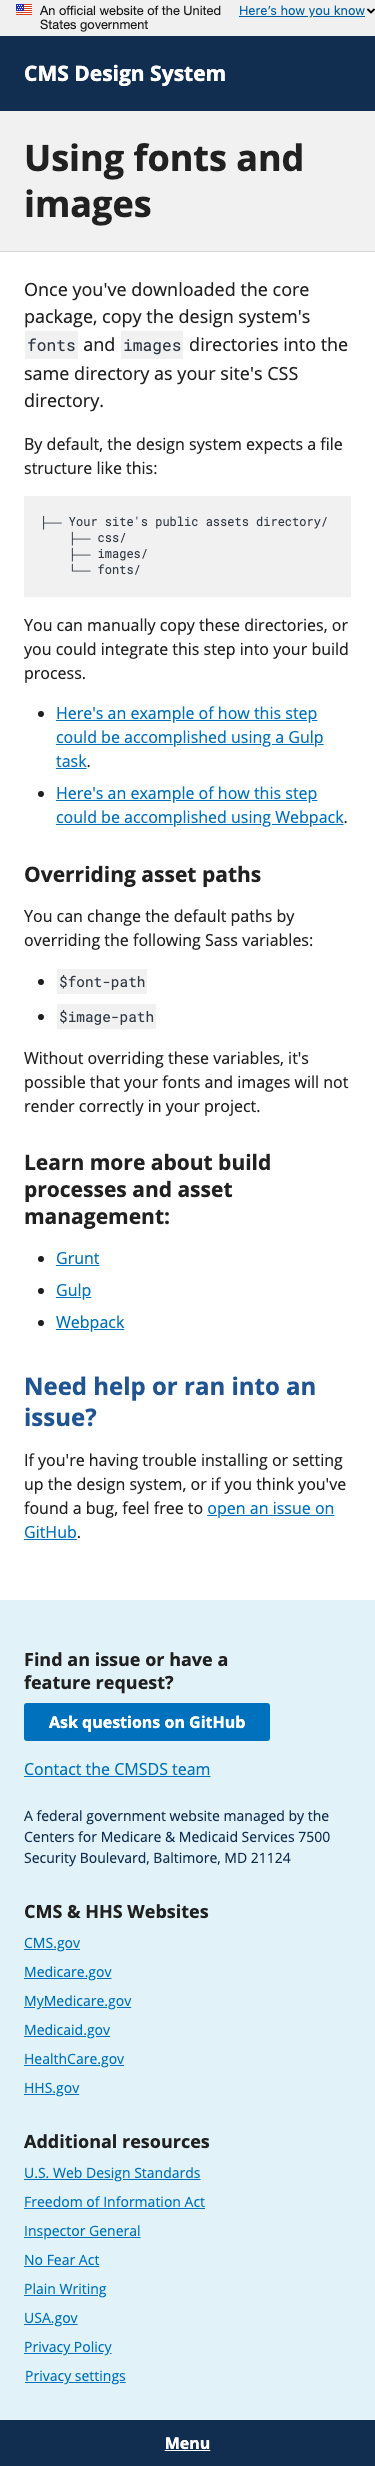 An official website of the United
States government
Here's how you know
CMS Design System
Using fonts and
images
Once you've downloaded the core
package, copy the design system's
fonts and images directories into the
same directory as your site's CSS
directory.
By default, the design system expects a file
structure like this:
├── Your site's public assets directory/
├── css/
├── images/
└── fonts/
You can manually copy these directories, or
you could integrate this step into your build
process.
Here's an example of how this step
could be accomplished using a Gulp
task.
Here's an example of how this step
could be accomplished using Webpack.
Overriding asset paths
You can change the default paths by
overriding the following Sass variables:
$font-path
$image-path
Without overriding these variables, it's
possible that your fonts and images will not
render correctly in your project.
Learn more about build
processes and asset
management:
Grunt
Gulp
Webpack
Need help or ran into an
issue?
If you're having trouble installing or setting
up the design system, or if you think you've
found a bug, feel free to open an issue on
GitHub.
Find an issue or have a
feature request?
Ask questions on GitHub
Contact the CMSDS team
A federal government website managed by the
Centers for Medicare & Medicaid Services 7500
Security Boulevard, Baltimore, MD 21124
CMS & HHS Websites
CMS.gov
Medicare.gov
MyMedicare.gov
Medicaid.gov
HealthCare.gov
HHS.gov
Additional resources
U.S. Web Design Standards
Freedom of Information Act
Inspector General
No Fear Act
Plain Writing
USA.gov
Privacy Policy
Privacy settings
Menu